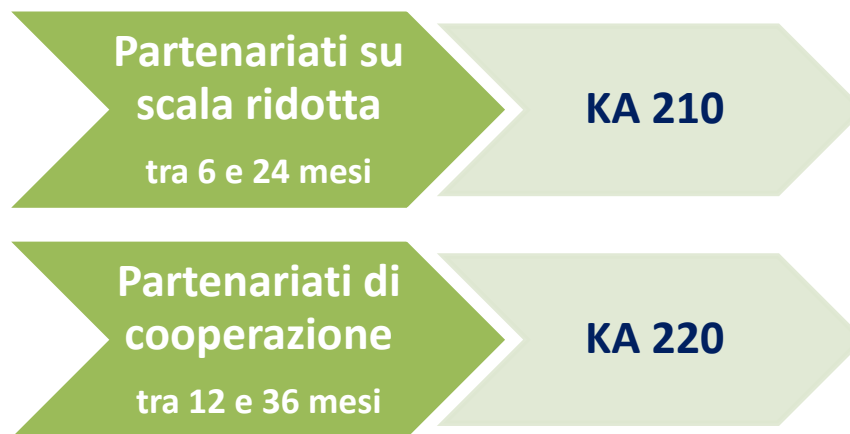 Partenariati su
scala ridotta
tra 6 e 24 mesi
KA 210
Partenariati di
cooperazione
tra 12 e 36 mesi
KA 220